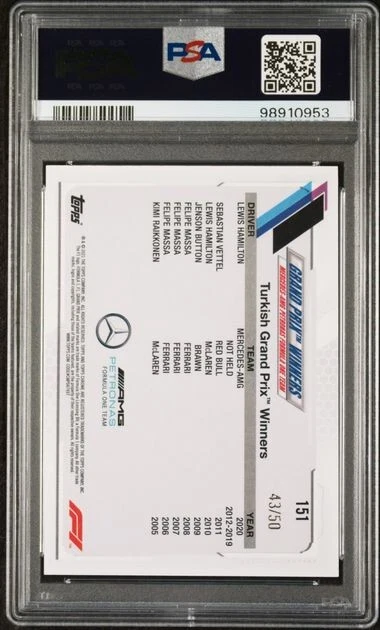 PSA
98910953
151
GRAND PRIX™ WINNERS
MERCEDES-AMG PETRONAS FORMULA ONE TEAM
Turkish Grand Prix™ Winners
43/50
DRIVER TEAM YEAR
LEWIS HAMILTON MERCEDES-AMG 2020
NOT HELD 2012-2019
SEBASTIAN VETTEL RED BULL 2011
LEWIS HAMILTON McLAREN 2010
JENSON BUTTON BRAWN 2009
FELIPE MASSA FERRARI 2008
FELIPE MASSA FERRARI 2007
FELIPE MASSA FERRARI 2006
KIMI RAIKKONEN McLAREN 2005
AMG
PETRONAS
FORMULA ONE TEAM
Topps
F1